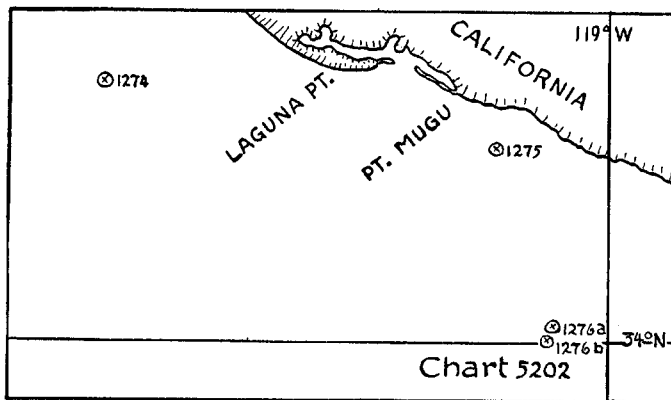 119° W
CALIFORNIA
1274
LAGUNA PT.
PT. MUGU
1275
1276a
1276b
34° N
Chart 5202